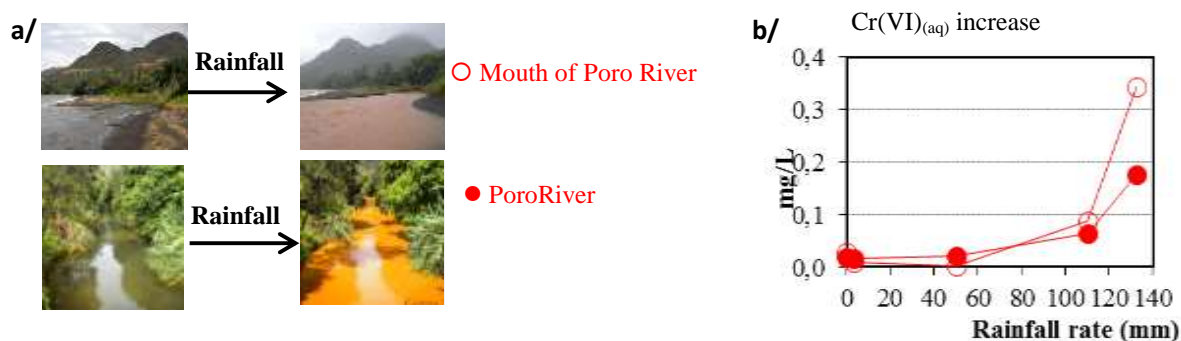 a/
Rainfall
Mouth of Poro River
Rainfall
PoroRiver
b/
Cr(VI)(aq) increase
0,4
0,3
0,2
0,1
0,0
mg/L
0 20 40 60 80 100 120 140
Rainfall rate (mm)